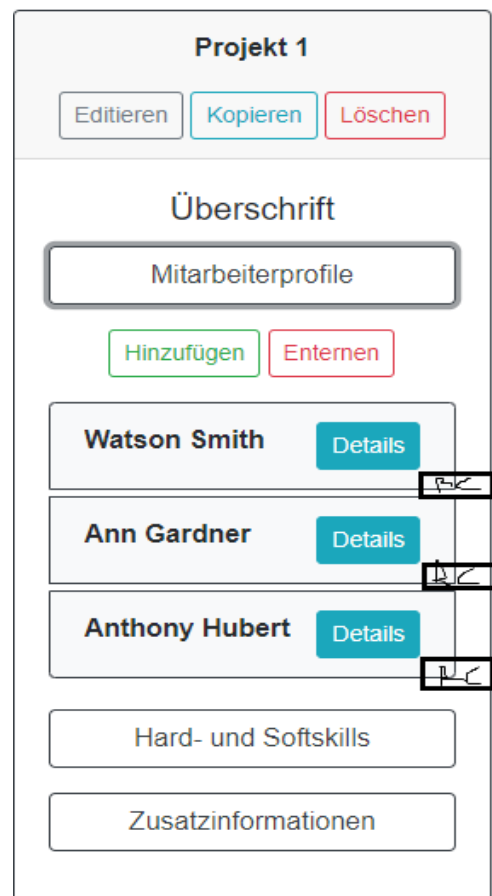 Projekt 1
Editieren Kopieren Löschen
Überschrift
Mitarbeiterprofile
Hinzufügen Enternen
Watson Smith Details
Ann Gardner Details
Anthony Hubert Details
Hard- und Softskills
Zusatzinformationen